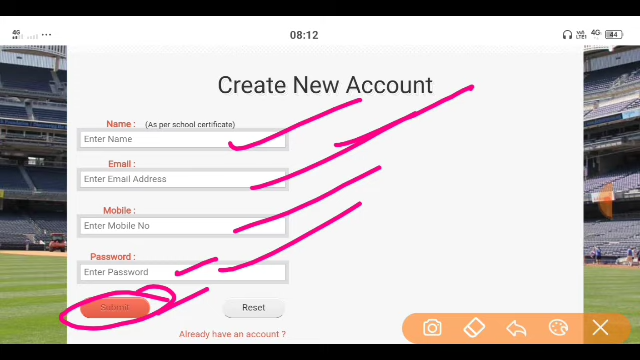 4G 08:12 4G 44
Create New Account
Name : (As per school certificate)
Enter Name
Email :
Enter Email Address
Mobile :
Enter Mobile No
Password :
Enter Password
Submit Reset
Already have an account ?